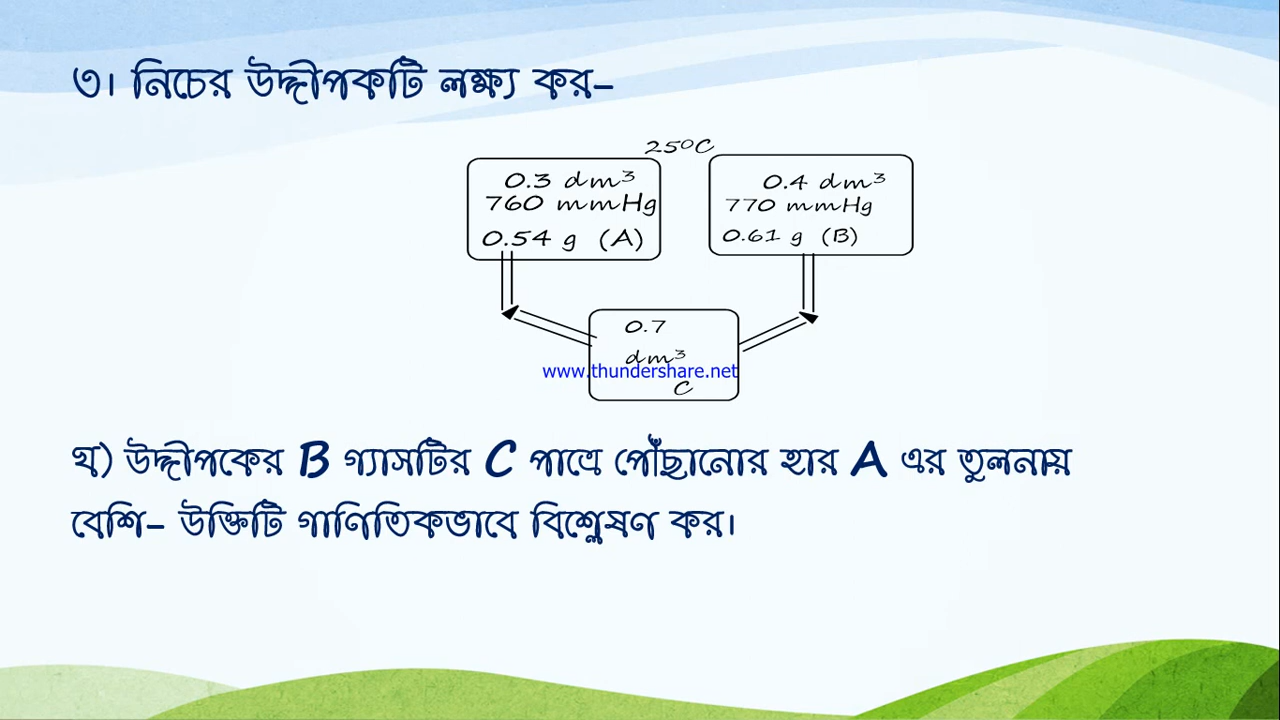 ৩। নিচের উদ্দীপকটি লক্ষ্য কর–
25⁰C
0.3 dm³
760 mmHg
0.54 g (A)
0.4 dm³
770 mmHg
0.61 g (B)
0.7
dm³
www.thundershare.net
C
খ) উদ্দীপকের B গ্যাসটির C পাত্রে পৌঁছানোর হার A এর তুলনায়
বেশি– উক্তিটি গাণিতিকভাবে বিশ্লেষণ কর।